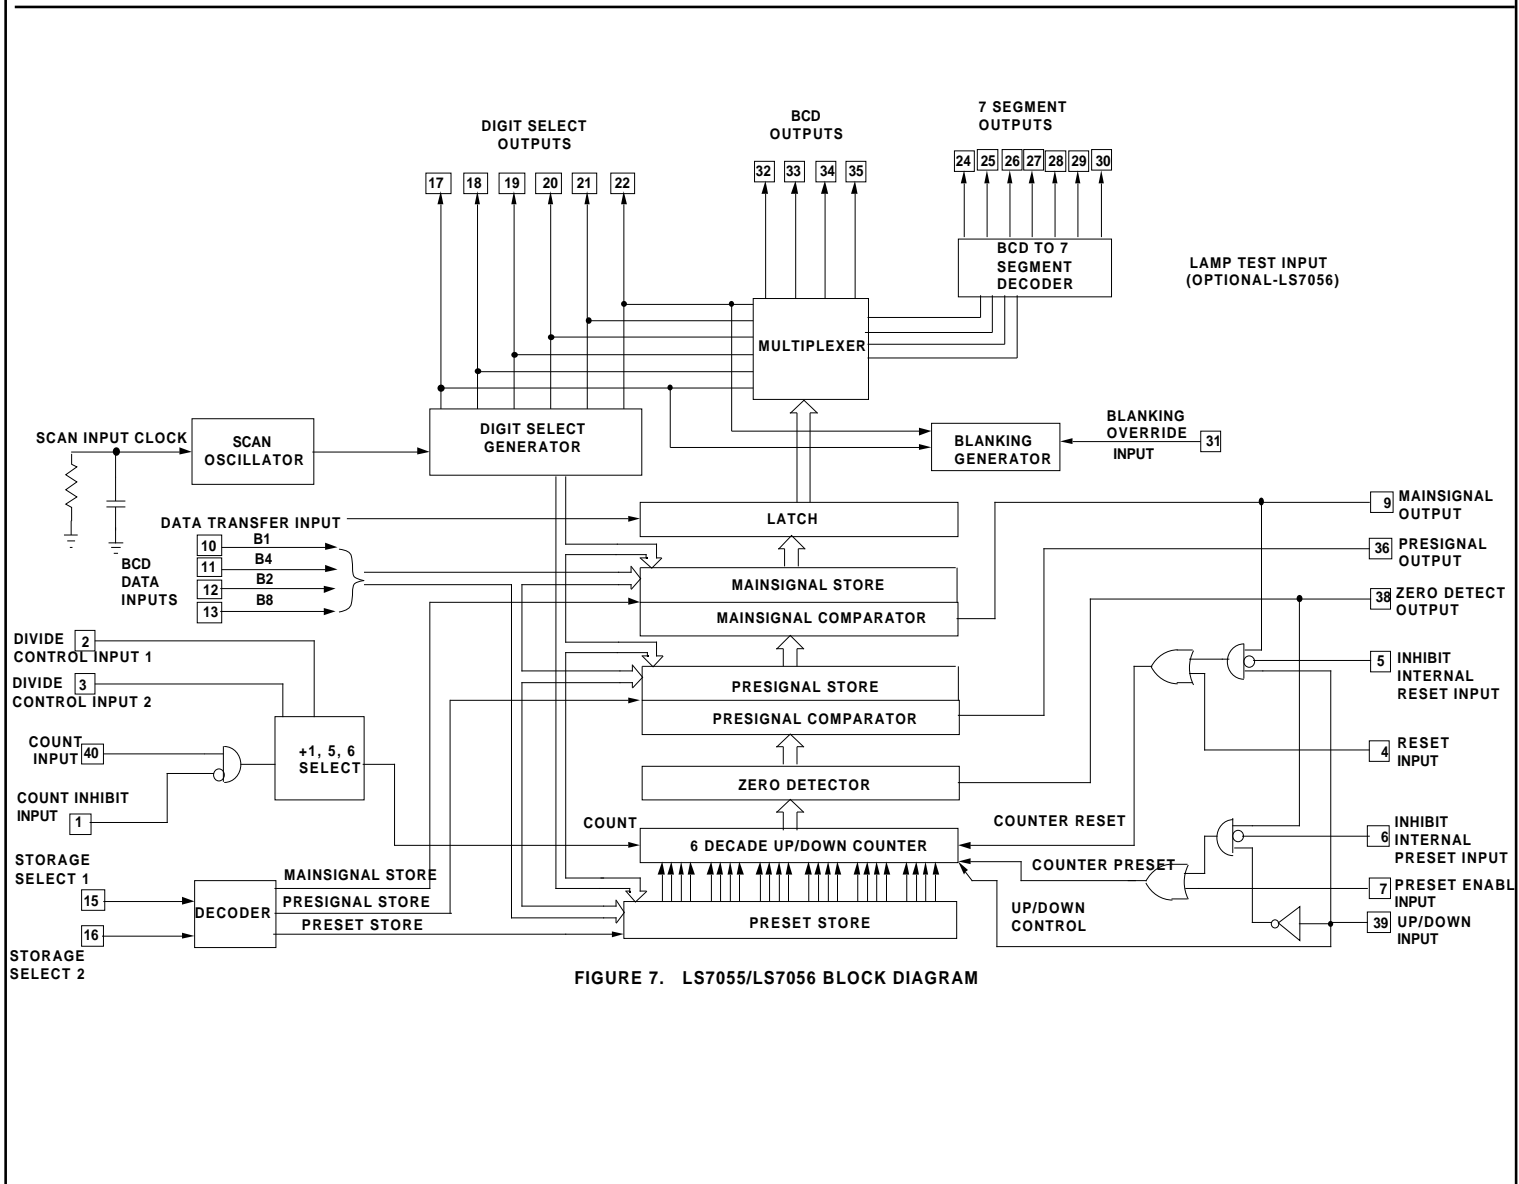 7 SEGMENT
OUTPUTS
BCD
OUTPUTS
DIGIT SELECT
OUTPUTS
24 25 26 27 28 29 30
32 33 34 35
17 18 19 20 21 22
BCD TO 7
SEGMENT
DECODER
LAMP TEST INPUT
(OPTIONAL-LS7056)
MULTIPLEXER
SCAN INPUT CLOCK
SCAN
OSCILLATOR
DIGIT SELECT
GENERATOR
BLANKING
GENERATOR
BLANKING
OVERRIDE
INPUT
31
DATA TRANSFER INPUT
LATCH
9 MAINSIGNAL
OUTPUT
BCD
DATA
INPUTS
10 B1
11 B4
12 B2
13 B8
MAINSIGNAL STORE
MAINSIGNAL COMPARATOR
36 PRESIGNAL
OUTPUT
38 ZERO DETECT
OUTPUT
DIVIDE 2
CONTROL INPUT 1
DIVIDE 3
CONTROL INPUT 2
PRESIGNAL STORE
PRESIGNAL COMPARATOR
5 INHIBIT
INTERNAL
RESET INPUT
COUNT
INPUT 40
+1, 5, 6
SELECT
ZERO DETECTOR
4 RESET
INPUT
COUNT INHIBIT
INPUT
1
COUNT
6 DECADE UP/DOWN COUNTER
COUNTER RESET
COUNTER PRESET
6 INHIBIT
INTERNAL
PRESET INPUT
STORAGE
SELECT 1
15
16
STORAGE
SELECT 2
DECODER
MAINSIGNAL STORE
PRESIGNAL STORE
PRESET STORE
PRESET STORE
UP/DOWN
CONTROL
7 PRESET ENABL
INPUT
39 UP/DOWN
INPUT
FIGURE 7. LS7055/LS7056 BLOCK DIAGRAM